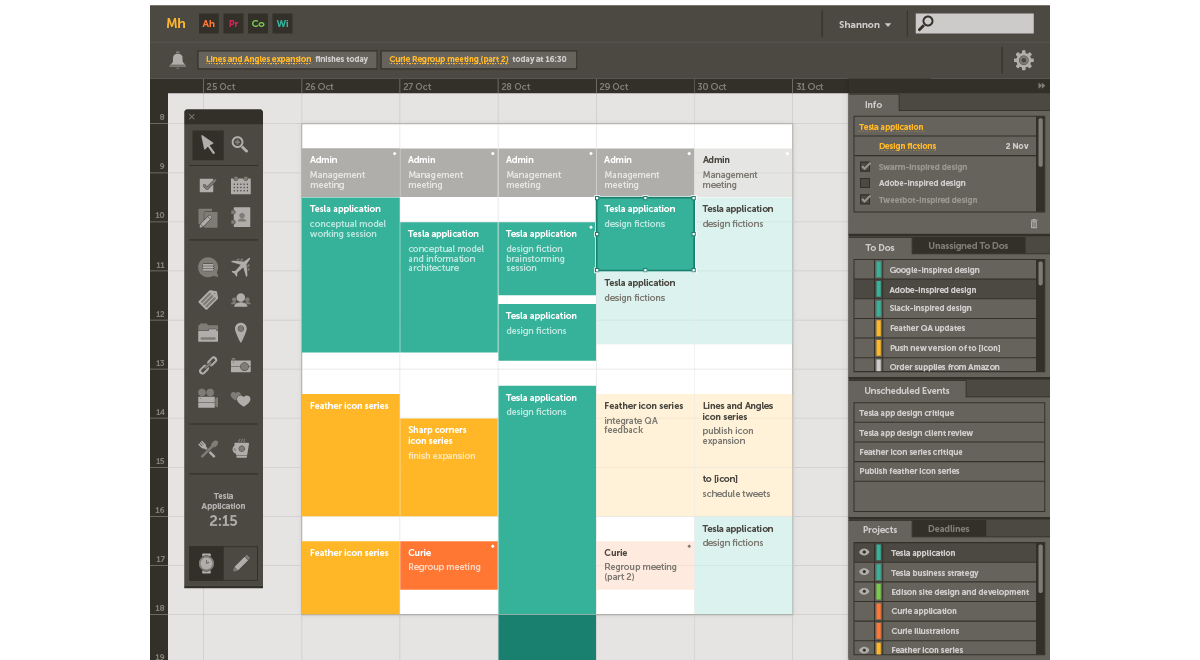 Mh Ah Pr Co Wi
Shannon
Lines and Angles expansion finishes today
Curie Regroup meeting (part 2) today at 16:30
25 Oct
26 Oct
27 Oct
28 Oct
29 Oct
30 Oct
31 Oct
8
9
10
11
12
13
14
15
16
17
18
19
Tesla
Application
2:15
Admin
Management
meeting
Tesla application
conceptual model
working session
Feather icon series
Feather icon series
Admin
Management
meeting
Tesla application
conceptual model
and information
architecture
Sharp corners
icon series
finish expansion
Curie
Regroup meeting
Admin
Management
meeting
Tesla application
design fiction
brainstorming
session
Tesla application
design fictions
Tesla application
design fictions
Admin
Management
meeting
Tesla application
design fictions
Tesla application
design fictions
Feather icon series
integrate QA
feedback
Curie
Regroup meeting
(part 2)
Admin
Management
meeting
Tesla application
design fictions
Lines and Angles
icon series
publish icon
expansion
to [icon]
schedule tweets
Tesla application
design fictions
Info
Tesla application
Design fictions 2 Nov
Swarm-inspired design
Adobe-inspired design
Tweetbot-inspired design
To Dos
Unassigned To Dos
Google-inspired design
Adobe-inspired design
Slack-inspired design
Feather QA updates
Push new version of to [icon]
Order supplies from Amazon
Unscheduled Events
Tesla app design critique
Tesla app design client review
Feather icon series critique
Publish feather icon series
Projects
Deadlines
Tesla application
Tesla business strategy
Edison site design and development
Curie application
Curie illustrations
Feather icon series